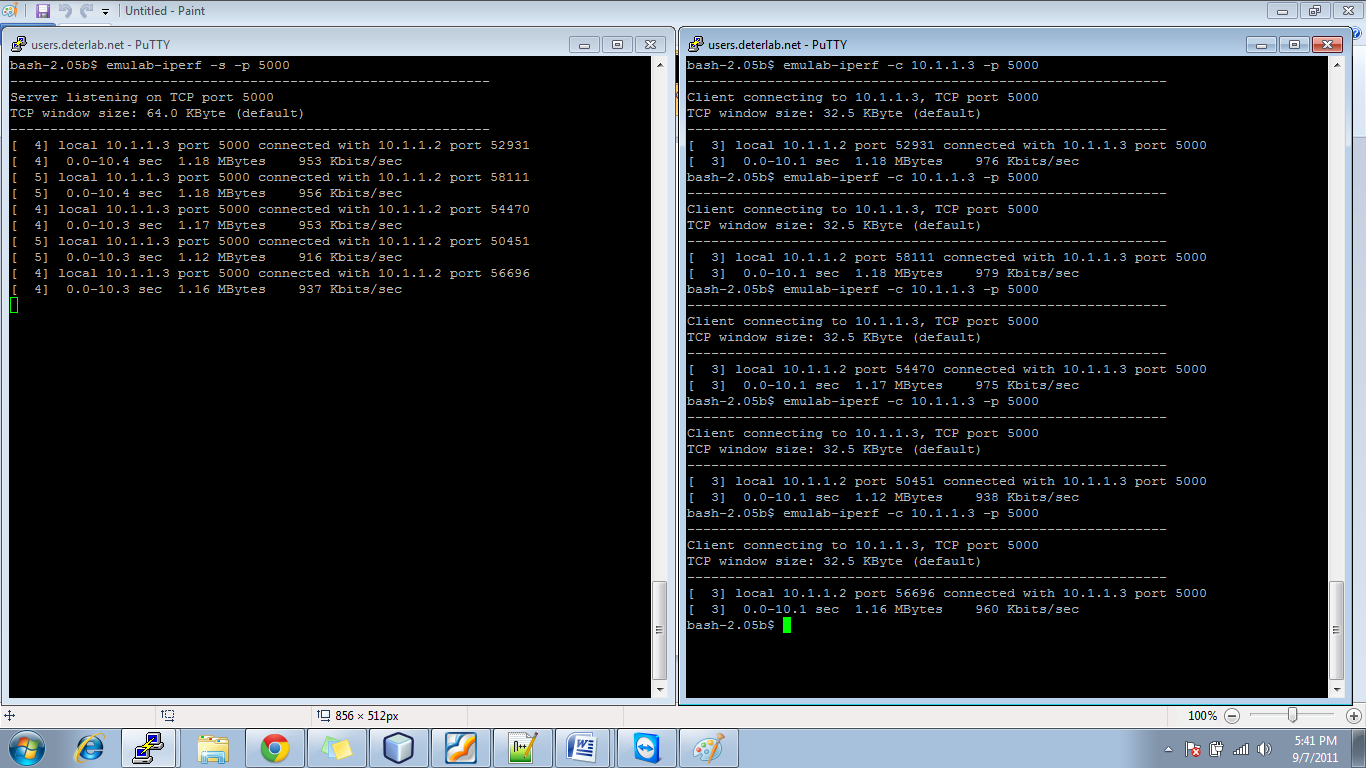 Untitled - Paint
users.deterlab.net - PuTTY
bash-2.05b$ emulab-iperf -s -p 5000
------------------------------------------------------------
Server listening on TCP port 5000
TCP window size: 64.0 KByte (default)
------------------------------------------------------------
[  4] local 10.1.1.3 port 5000 connected with 10.1.1.2 port 52931
[  4]  0.0-10.4 sec  1.18 MBytes    953 Kbits/sec
[  5] local 10.1.1.3 port 5000 connected with 10.1.1.2 port 58111
[  5]  0.0-10.4 sec  1.18 MBytes    956 Kbits/sec
[  4] local 10.1.1.3 port 5000 connected with 10.1.1.2 port 54470
[  4]  0.0-10.3 sec  1.17 MBytes    953 Kbits/sec
[  5] local 10.1.1.3 port 5000 connected with 10.1.1.2 port 50451
[  5]  0.0-10.3 sec  1.12 MBytes    916 Kbits/sec
[  4] local 10.1.1.3 port 5000 connected with 10.1.1.2 port 56696
[  4]  0.0-10.3 sec  1.16 MBytes    937 Kbits/sec
users.deterlab.net - PuTTY
bash-2.05b$ emulab-iperf -c 10.1.1.3 -p 5000
------------------------------------------------------------
Client connecting to 10.1.1.3, TCP port 5000
TCP window size: 32.5 KByte (default)
------------------------------------------------------------
[  3] local 10.1.1.2 port 52931 connected with 10.1.1.3 port 5000
[  3]  0.0-10.1 sec  1.18 MBytes    976 Kbits/sec
bash-2.05b$ emulab-iperf -c 10.1.1.3 -p 5000
------------------------------------------------------------
Client connecting to 10.1.1.3, TCP port 5000
TCP window size: 32.5 KByte (default)
------------------------------------------------------------
[  3] local 10.1.1.2 port 58111 connected with 10.1.1.3 port 5000
[  3]  0.0-10.1 sec  1.18 MBytes    979 Kbits/sec
bash-2.05b$ emulab-iperf -c 10.1.1.3 -p 5000
------------------------------------------------------------
Client connecting to 10.1.1.3, TCP port 5000
TCP window size: 32.5 KByte (default)
------------------------------------------------------------
[  3] local 10.1.1.2 port 54470 connected with 10.1.1.3 port 5000
[  3]  0.0-10.1 sec  1.17 MBytes    975 Kbits/sec
bash-2.05b$ emulab-iperf -c 10.1.1.3 -p 5000
------------------------------------------------------------
Client connecting to 10.1.1.3, TCP port 5000
TCP window size: 32.5 KByte (default)
------------------------------------------------------------
[  3] local 10.1.1.2 port 50451 connected with 10.1.1.3 port 5000
[  3]  0.0-10.1 sec  1.12 MBytes    938 Kbits/sec
bash-2.05b$ emulab-iperf -c 10.1.1.3 -p 5000
------------------------------------------------------------
Client connecting to 10.1.1.3, TCP port 5000
TCP window size: 32.5 KByte (default)
------------------------------------------------------------
[  3] local 10.1.1.2 port 56696 connected with 10.1.1.3 port 5000
[  3]  0.0-10.1 sec  1.16 MBytes    960 Kbits/sec
bash-2.05b$
856 × 512px
100%
5:41 PM
9/7/2011